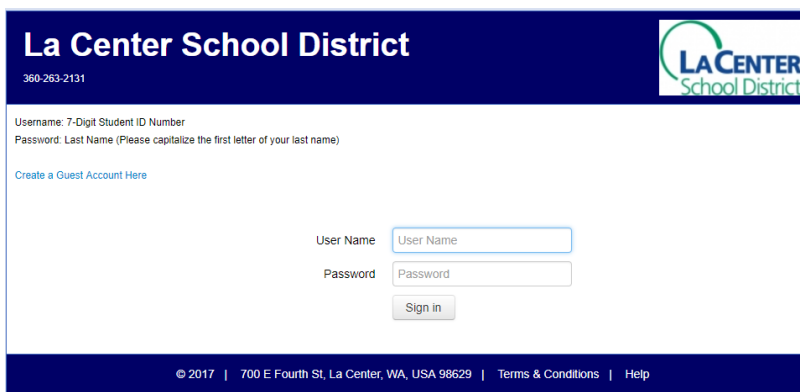 La Center School District
360-263-2131
LACENTER
School District
Username: 7-Digit Student ID Number
Password: Last Name (Please capitalize the first letter of your last name)
Create a Guest Account Here
User Name User Name
Password Password
Sign in
© 2017 | 700 E Fourth St, La Center, WA, USA 98629 | Terms & Conditions | Help